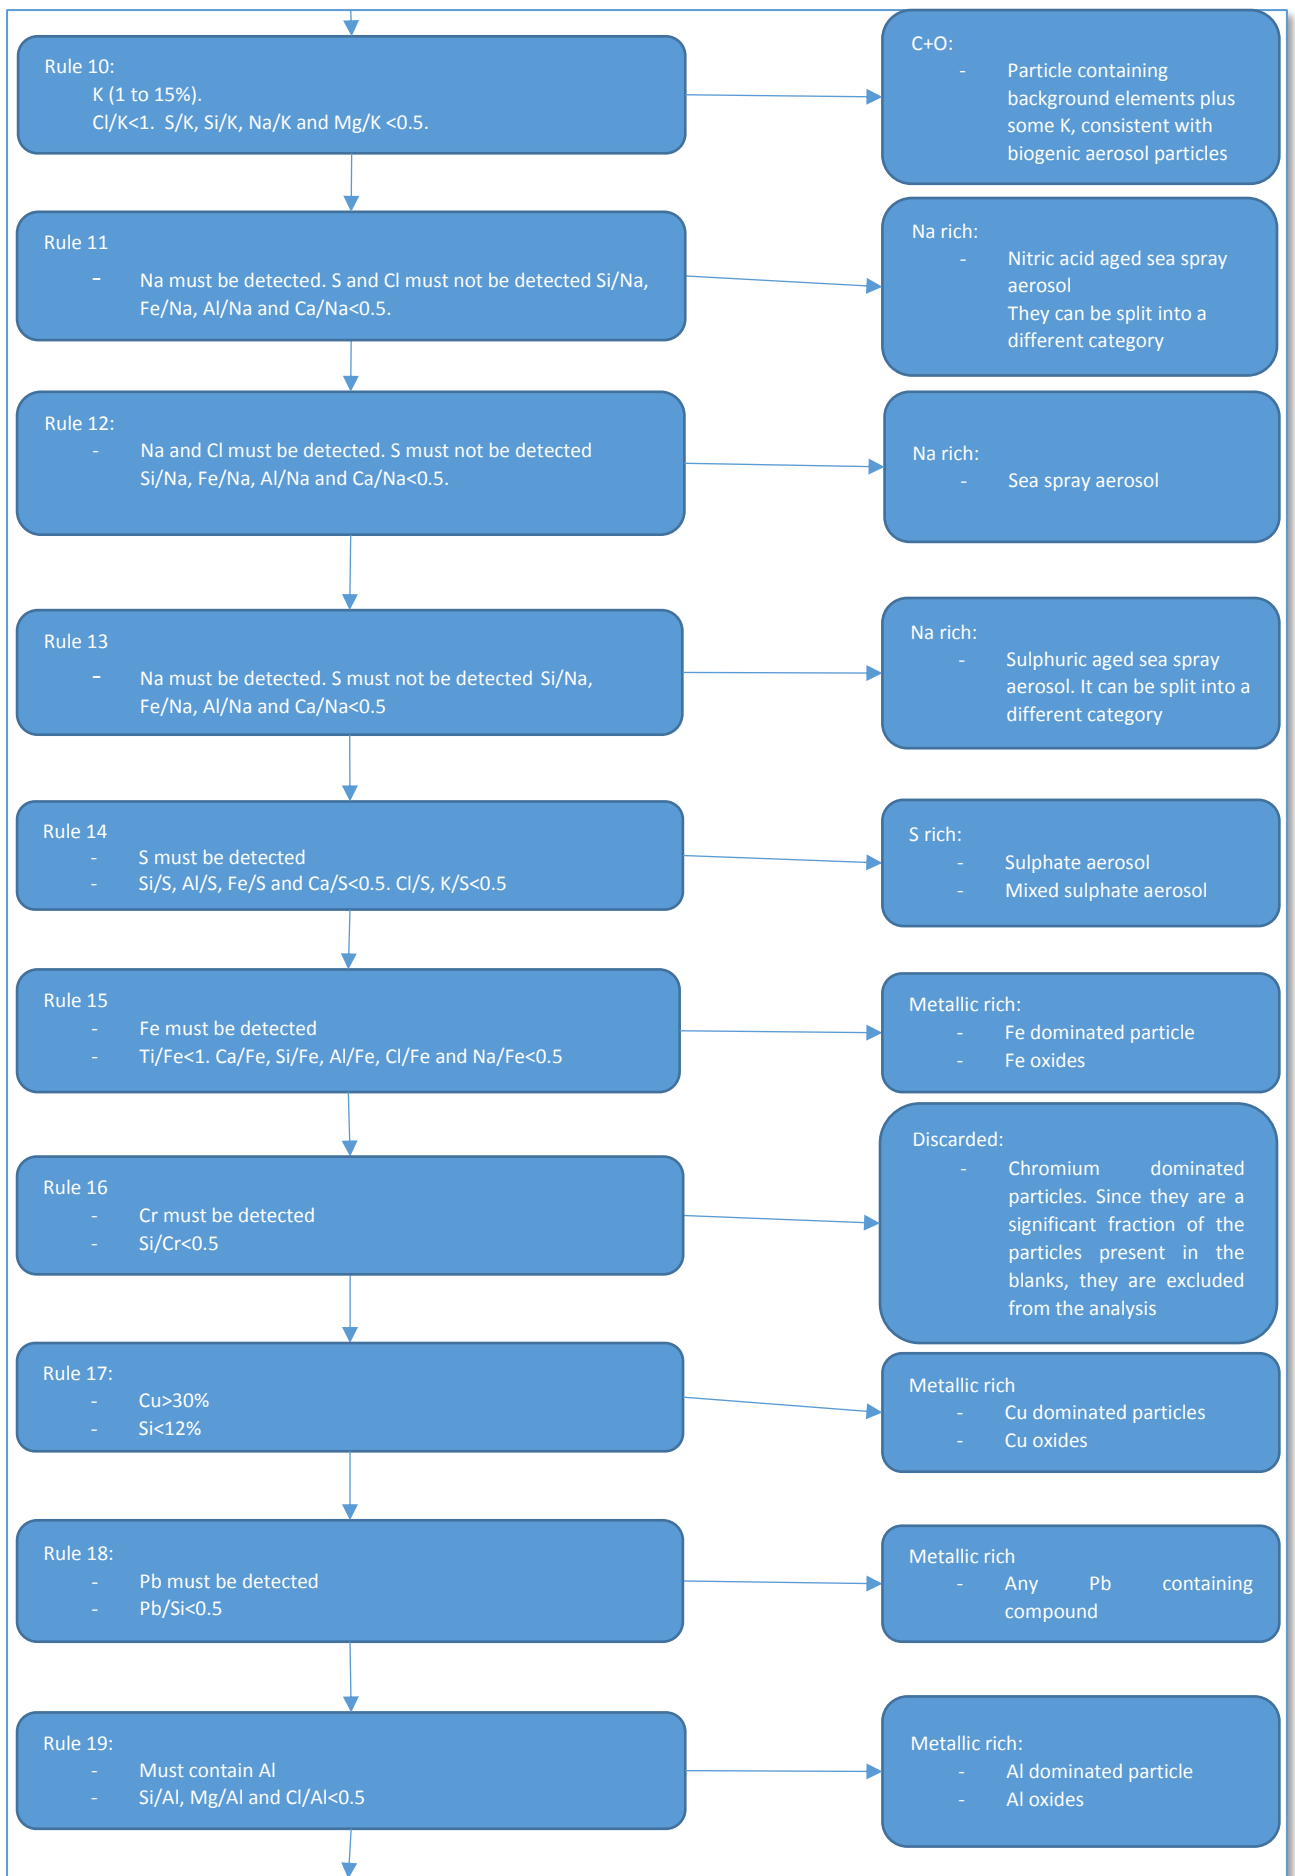 Rule 10:
K (1 to 15%).
Cl/K<1. S/K, Si/K, Na/K and Mg/K <0.5.
C+O:
- Particle containing
background elements plus
some K, consistent with
biogenic aerosol particles
Rule 11
- Na must be detected. S and Cl must not be detected Si/Na,
Fe/Na, Al/Na and Ca/Na<0.5.
Na rich:
- Nitric acid aged sea spray
aerosol
They can be split into a
different category
Rule 12:
- Na and Cl must be detected. S must not be detected
Si/Na, Fe/Na, Al/Na and Ca/Na<0.5.
Na rich:
- Sea spray aerosol
Rule 13
- Na must be detected. S must not be detected Si/Na,
Fe/Na, Al/Na and Ca/Na<0.5
Na rich:
- Sulphuric aged sea spray
aerosol. It can be split into a
different category
Rule 14
- S must be detected
- Si/S, Al/S, Fe/S and Ca/S<0.5. Cl/S, K/S<0.5
S rich:
- Sulphate aerosol
- Mixed sulphate aerosol
Rule 15
- Fe must be detected
- Ti/Fe<1. Ca/Fe, Si/Fe, Al/Fe, Cl/Fe and Na/Fe<0.5
Metallic rich:
- Fe dominated particle
- Fe oxides
Rule 16
- Cr must be detected
- Si/Cr<0.5
Discarded:
- Chromium dominated
particles. Since they are a
significant fraction of the
particles present in the
blanks, they are excluded
from the analysis
Rule 17:
- Cu>30%
- Si<12%
Metallic rich
- Cu dominated particles
- Cu oxides
Rule 18:
- Pb must be detected
- Pb/Si<0.5
Metallic rich
- Any Pb containing
compound
Rule 19:
- Must contain Al
- Si/Al, Mg/Al and Cl/Al<0.5
Metallic rich:
- Al dominated particle
- Al oxides